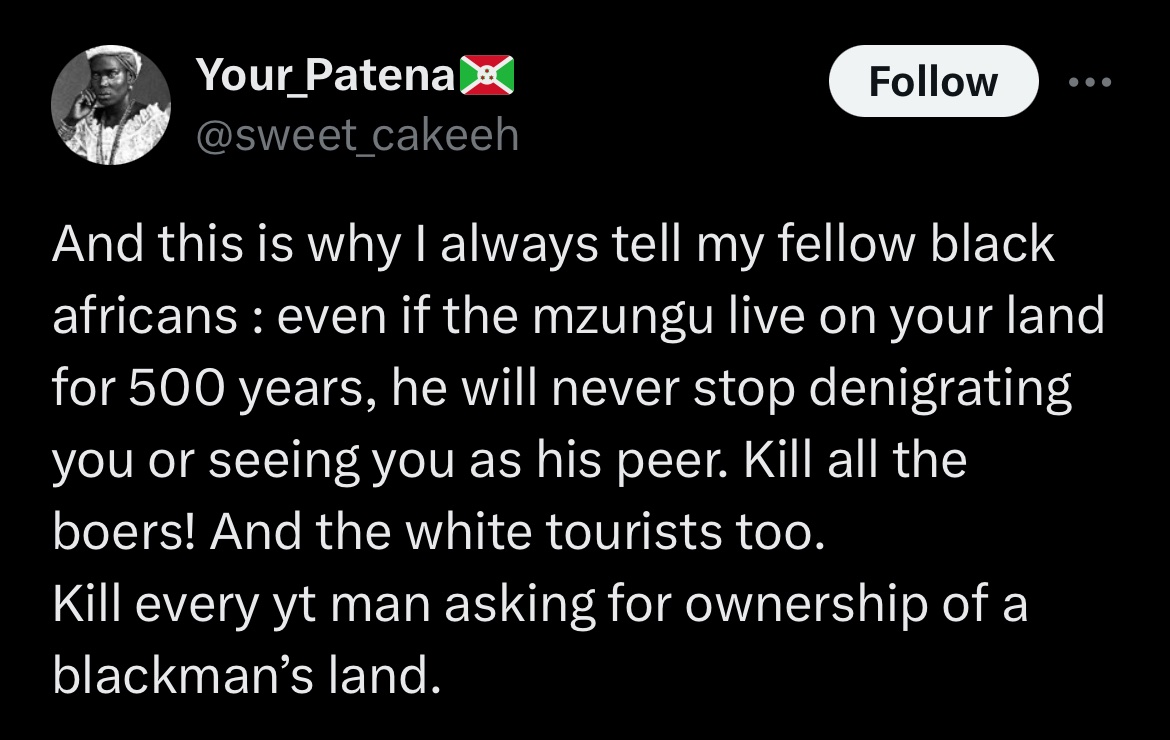 Your_Patena🇧🇮
Follow
@sweet_cakeeh
And this is why I always tell my fellow black
africans : even if the mzungu live on your land
for 500 years, he will never stop denigrating
you or seeing you as his peer. Kill all the
boers! And the white tourists too.
Kill every yt man asking for ownership of a
blackman’s land.